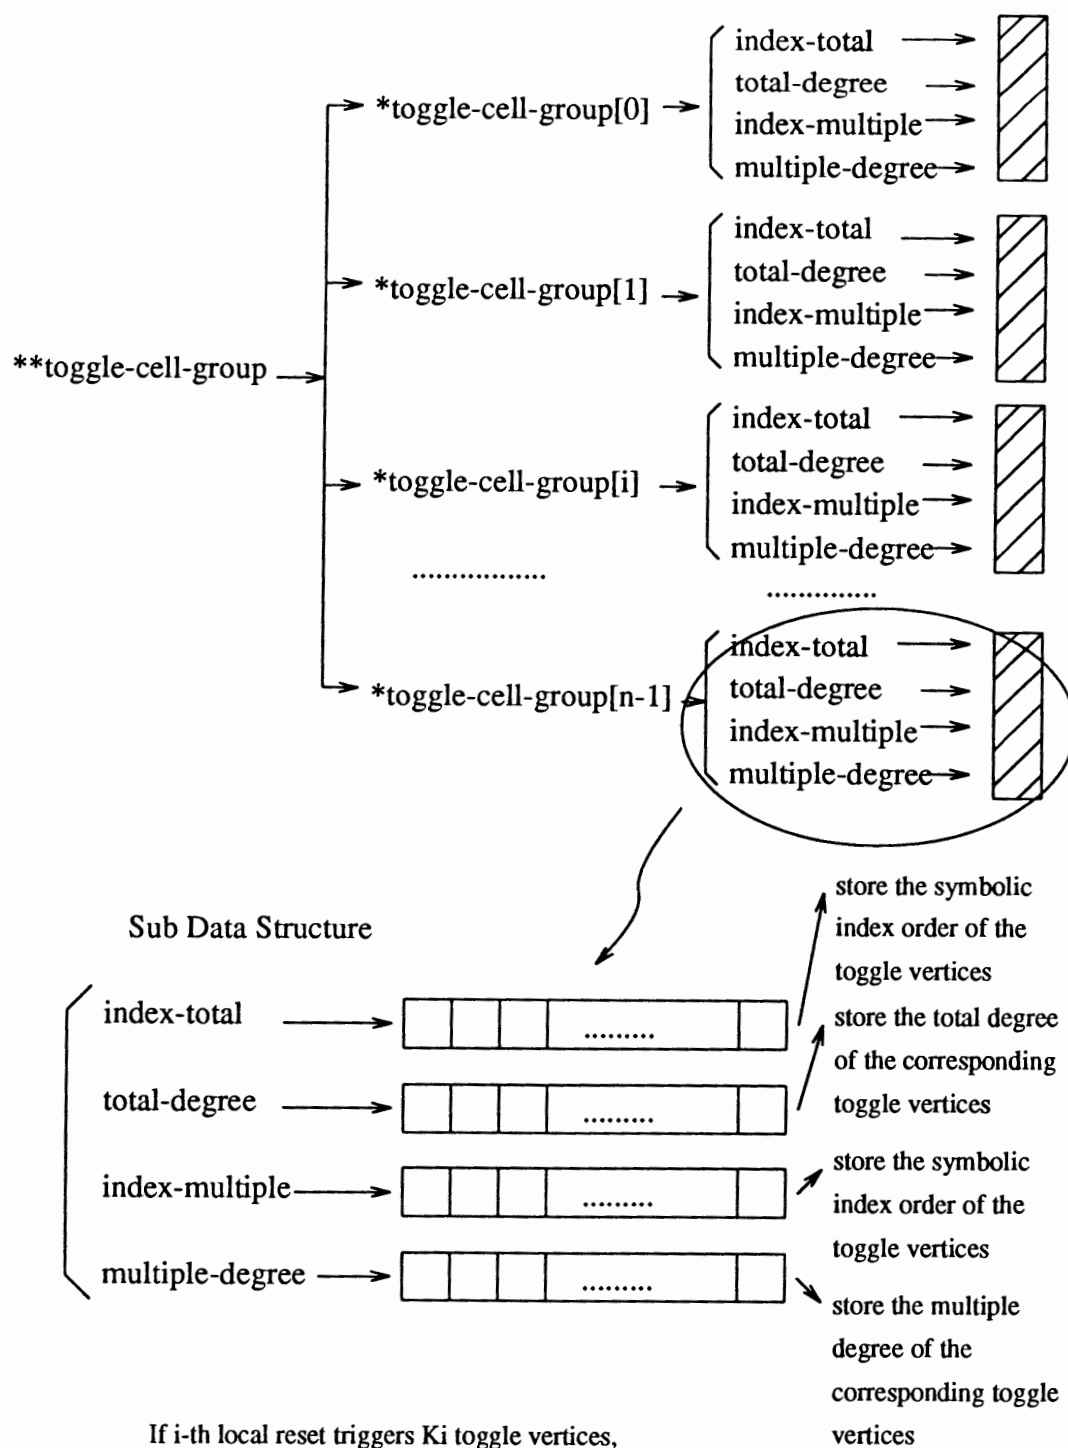 index-total
total-degree
*toggle-cell-group[0]
index-multiple
multiple-degree
index-total
total-degree
*toggle-cell-group[1]
index-multiple
multiple-degree
**toggle-cell-group
index-total
total-degree
*toggle-cell-group[i]
index-multiple
multiple-degree
.................
..............
index-total
total-degree
*toggle-cell-group[n-1]
index-multiple
multiple-degree
Sub Data Structure
store the symbolic
index order of the
toggle vertices
index-total
.........
store the total degree
of the corresponding
toggle vertices
total-degree
.........
store the symbolic
index order of the
toggle vertices
index-multiple
.........
multiple-degree
.........
store the multiple
degree of the
corresponding toggle
vertices
If i-th local reset triggers Ki toggle vertices,